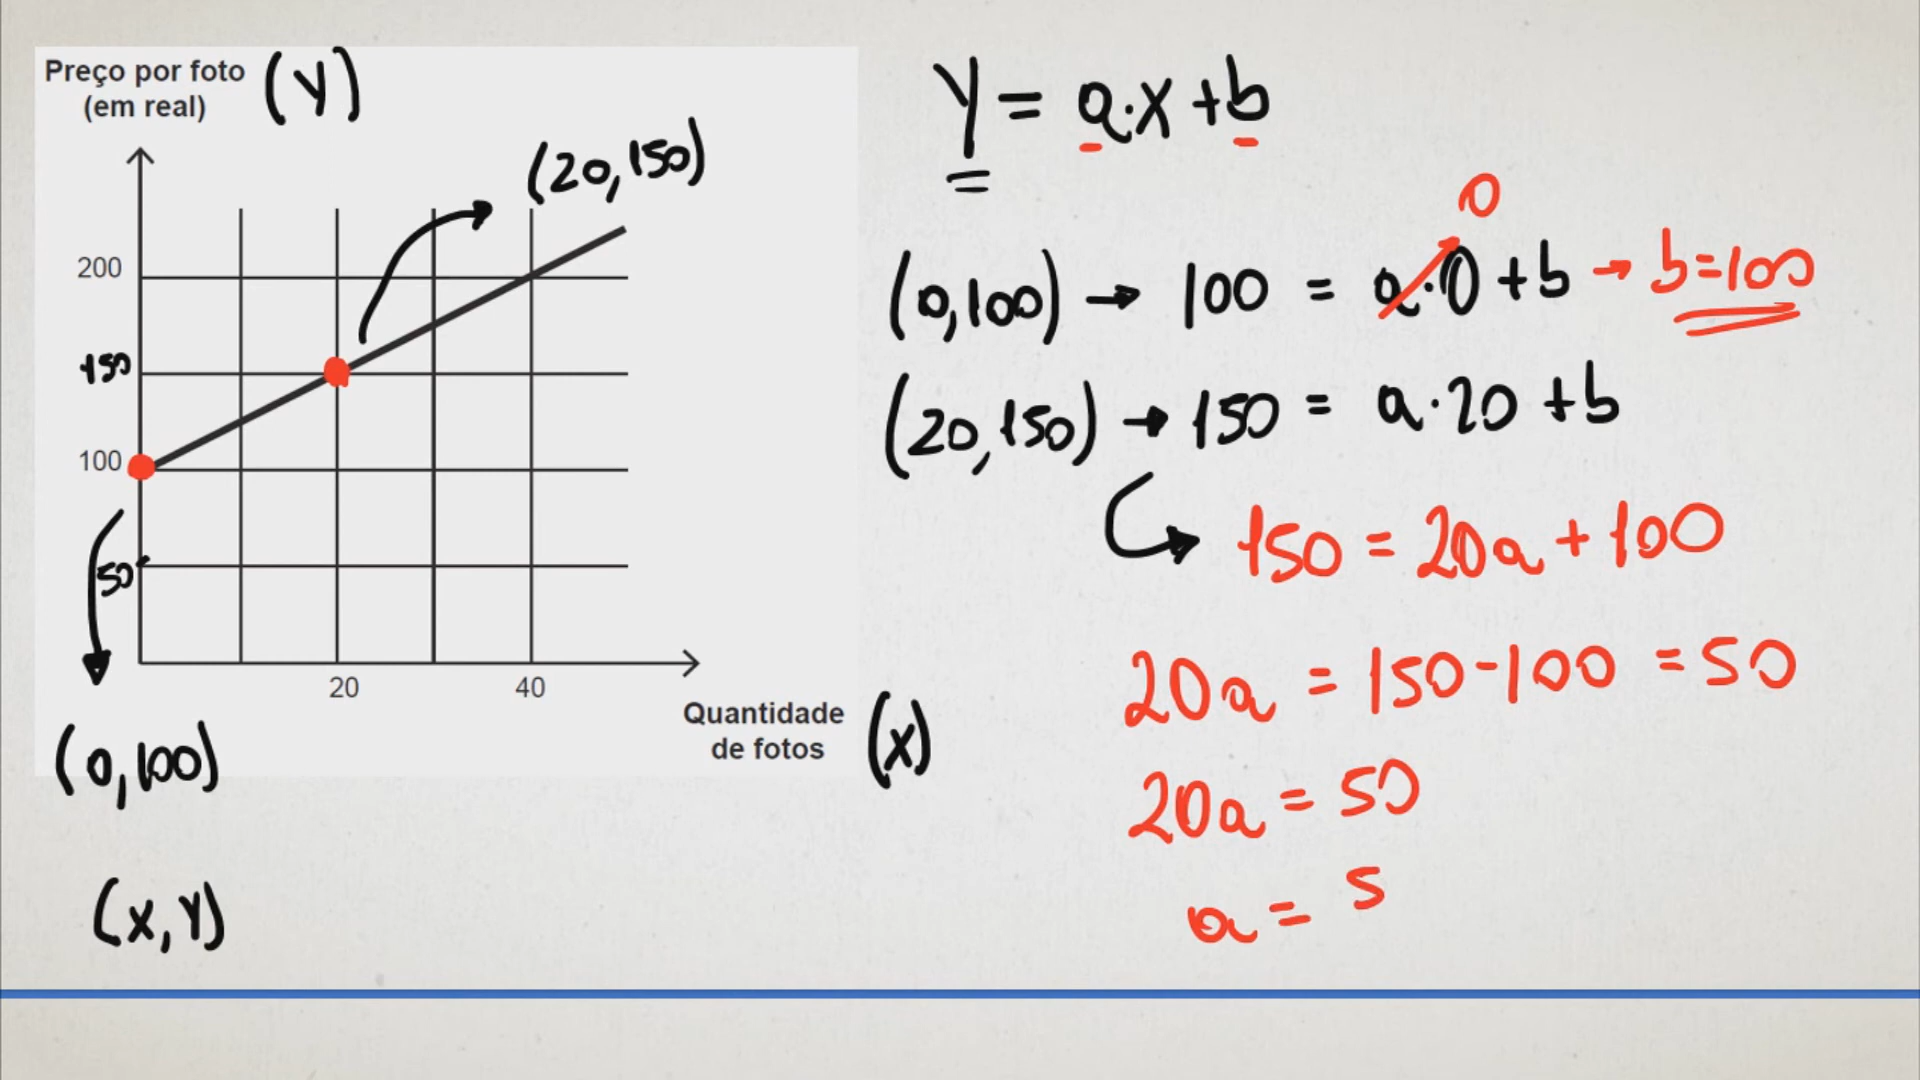 Preço por foto
(em real)
(Y)
(20,150)
200
150
100
50
20
40
Quantidade
de fotos
(X)
(0,100)
(X,Y)
Y = a.X + b
0
(0,100) → 100 = a.0 + b → b=100
(20,150) → 150 = a.20 + b
150 = 20a + 100
20a = 150-100 = 50
20a = 50
a = 5